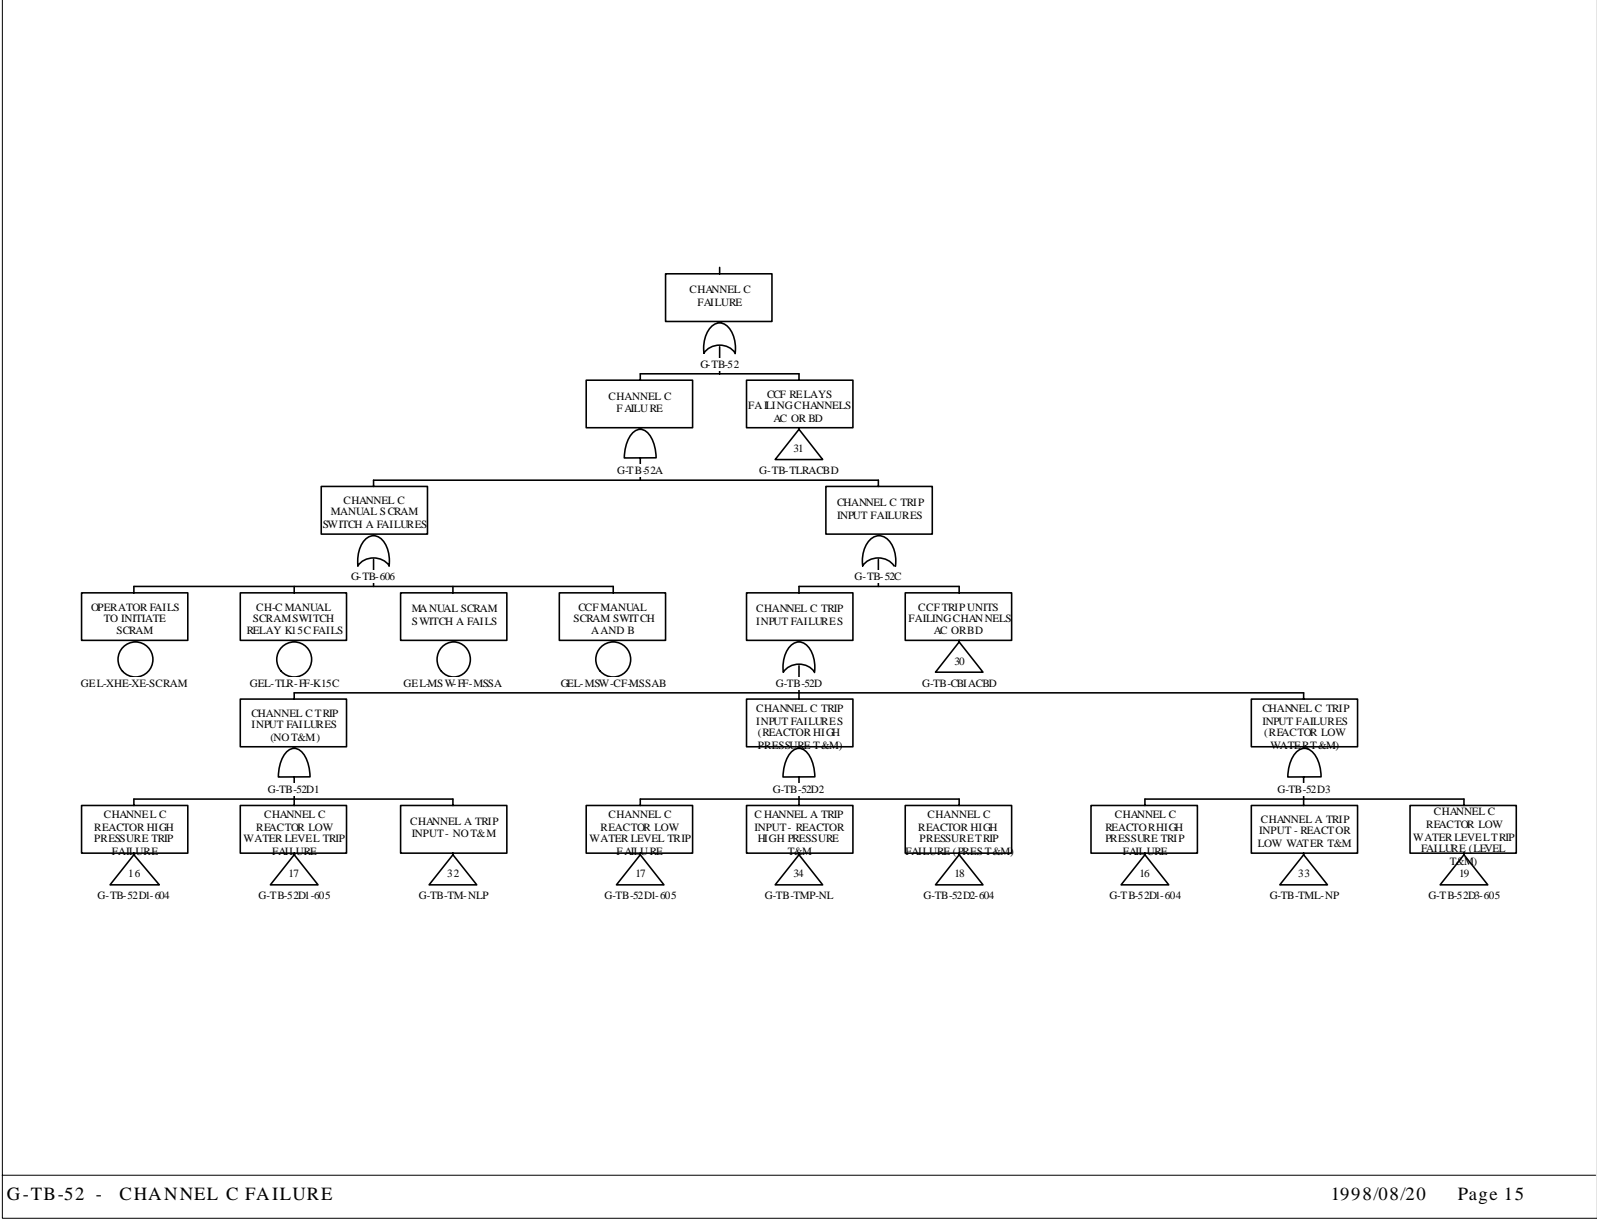 CHANNEL C
FAILURE
G-TB-52
CHANNEL C
FAILURE
CCF RELAYS
FAILING CHANNELS
AC OR BD
31
G-TB-52A
G-TB-TLRACBD
CHANNEL C
MANUAL SCRAM
SWITCH A FAILURES
CHANNEL C TRIP
INPUT FAILURES
G-TB-606
G-TB-52C
OPERATOR FAILS
TO INITIATE
SCRAM
CH-C MANUAL
SCRAM SWITCH
RELAY K15C FAILS
MANUAL SCRAM
SWITCH A FAILS
CCF MANUAL
SCRAM SWITCH
A AND B
CHANNEL C TRIP
INPUT FAILURES
CCF TRIP UNITS
FAILING CHANNELS
AC OR BD
30
GEL-XHE-XE-SCRAM
GEL-TLR-FF-K15C
GEL-MSW-FF-MSSA
GEL-MSW-CF-MSSAB
G-TB-52D
G-TB-CBIACBD
CHANNEL C TRIP
INPUT FAILURES
(NO T&M)
CHANNEL C TRIP
INPUT FAILURES
(REACTOR HIGH
PRESSURE T&M)
CHANNEL C TRIP
INPUT FAILURES
(REACTOR LOW
WATER T&M)
G-TB-52D1
G-TB-52D2
G-TB-52D3
CHANNEL C
REACTOR HIGH
PRESSURE TRIP
FAILURE
16
G-TB-52D1-604
CHANNEL C
REACTOR LOW
WATER LEVEL TRIP
FAILURE
17
G-TB-52D1-605
CHANNEL A TRIP
INPUT - NO T&M
32
G-TB-TM-NLP
CHANNEL C
REACTOR LOW
WATER LEVEL TRIP
FAILURE
17
G-TB-52D1-605
CHANNEL A TRIP
INPUT - REACTOR
HIGH PRESSURE
T&M
34
G-TB-TMP-NL
CHANNEL C
REACTOR HIGH
PRESSURE TRIP
FAILURE (PRES T&M)
18
G-TB-52D2-604
CHANNEL C
REACTOR HIGH
PRESSURE TRIP
FAILURE
16
G-TB-52D1-604
CHANNEL A TRIP
INPUT - REACTOR
LOW WATER T&M
33
G-TB-TML-NP
CHANNEL C
REACTOR LOW
WATER LEVEL TRIP
FAILURE (LEVEL
T&M)
19
G-TB-52D3-605
G-TB-52 - CHANNEL C FAILURE
1998/08/20 Page 15